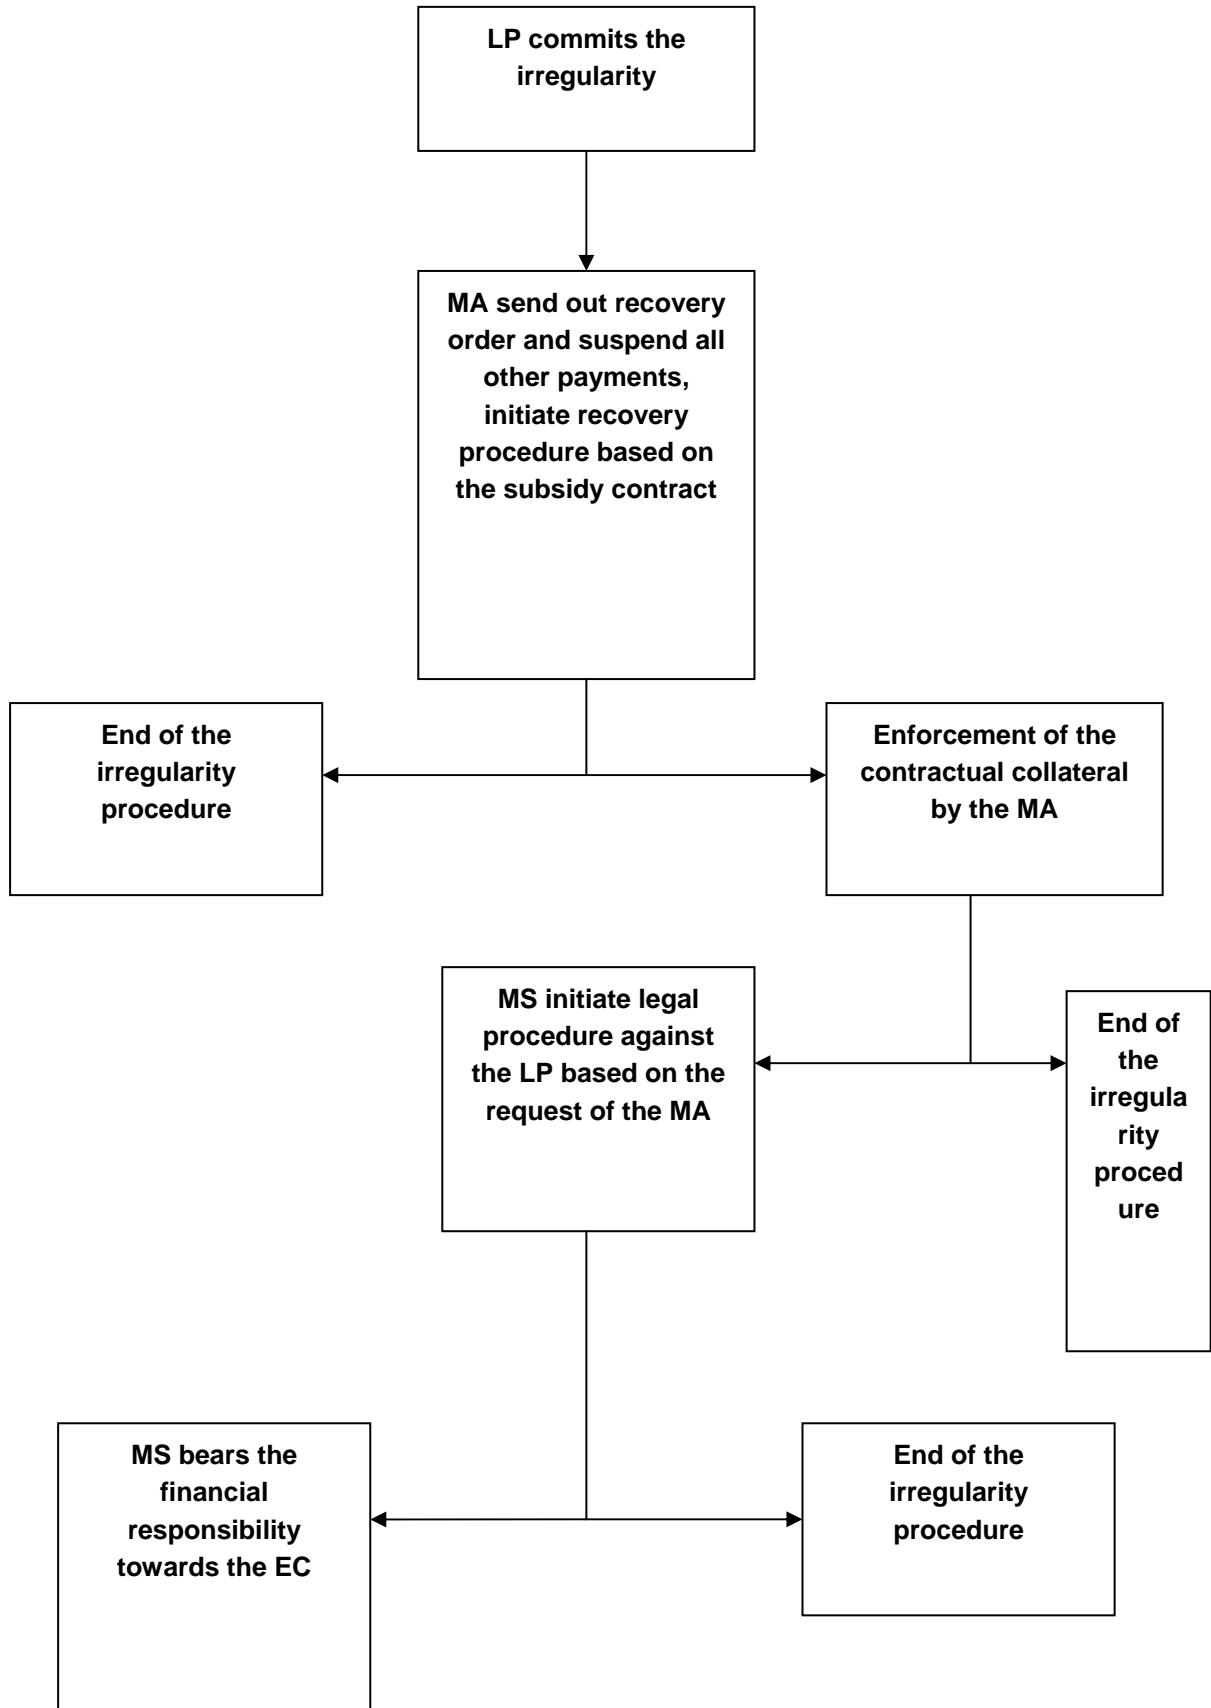 LP commits the
irregularity
MA send out recovery
order and suspend all
other payments,
initiate recovery
procedure based on
the subsidy contract
End of the
irregularity
procedure
Enforcement of the
contractual collateral
by the MA
MS initiate legal
procedure against
the LP based on the
request of the MA
End of
the
irregula
rity
proced
ure
MS bears the
financial
responsibility
towards the EC
End of the
irregularity
procedure